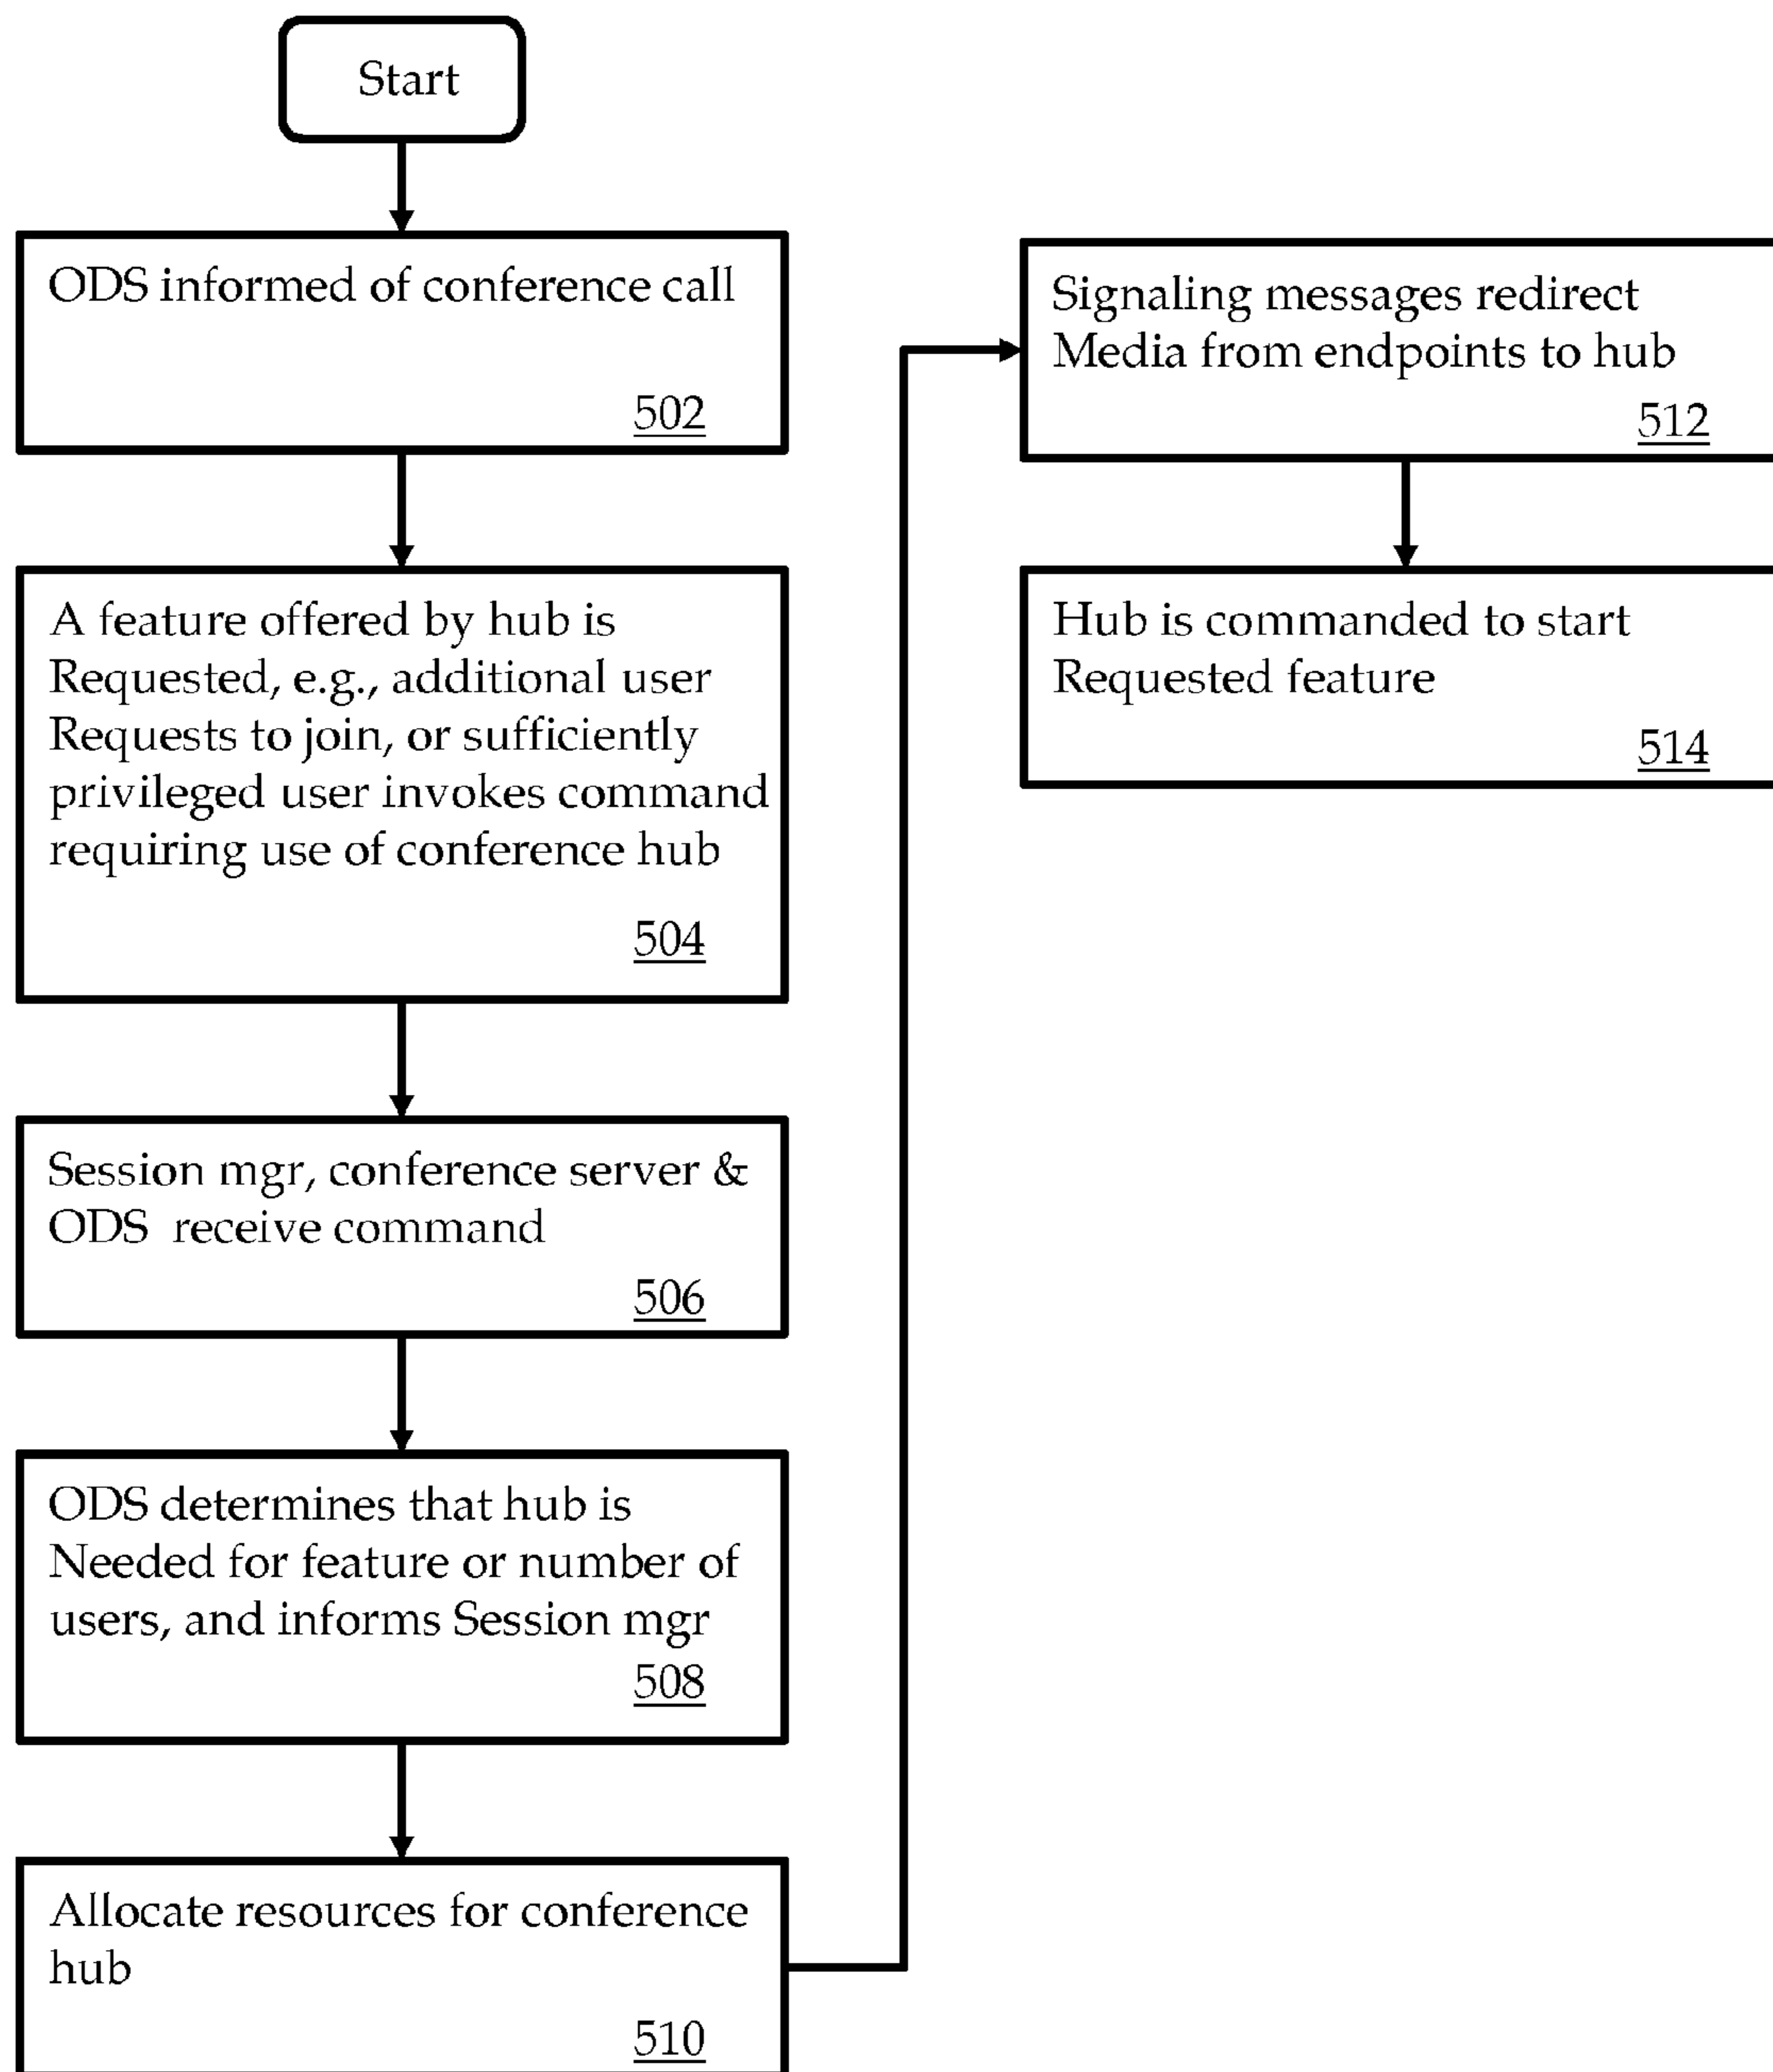 Start
ODS informed of conference call
502
A feature offered by hub is
Requested, e.g., additional user
Requests to join, or sufficiently
privileged user invokes command
requiring use of conference hub
504
Session mgr, conference server &
ODS receive command
506
ODS determines that hub is
Needed for feature or number of
users, and informs Session mgr
508
Allocate resources for conference
hub
510
Signaling messages redirect
Media from endpoints to hub
512
Hub is commanded to start
Requested feature
514